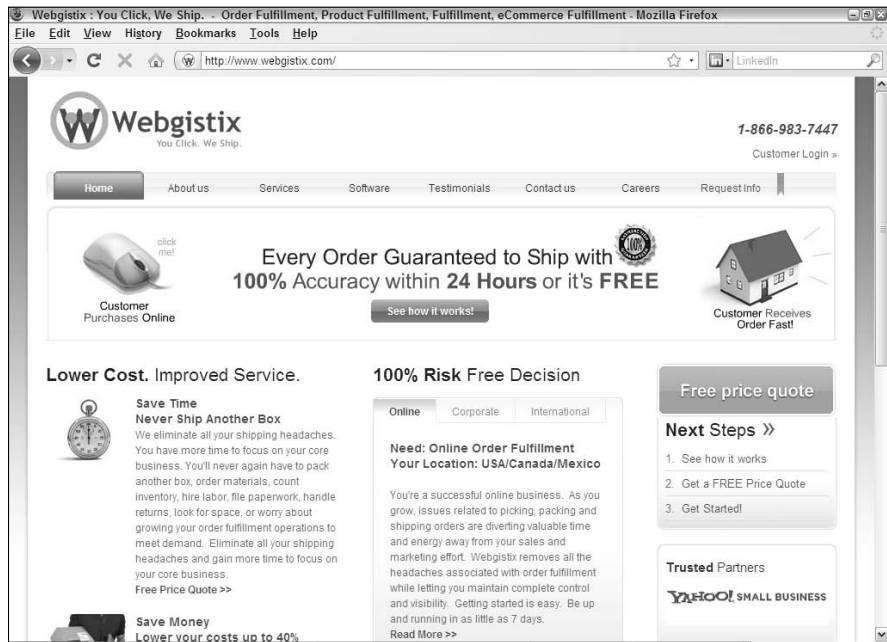 Webgistix : You Click, We Ship. - Order Fulfillment, Product Fulfillment, Fulfillment, eCommerce Fulfillment - Mozilla Firefox
File Edit View History Bookmarks Tools Help
http://www.webgistix.com/
LinkedIn
Webgistix
You Click. We Ship.
1-866-983-7447
Customer Login »
Home About us Services Software Testimonials Contact us Careers Request Info
click
me!
Customer
Purchases Online
Every Order Guaranteed to Ship with
100% Accuracy within 24 Hours or it's FREE
See how it works!
100%
Customer Receives
Order Fast!
Lower Cost. Improved Service.
Save Time
Never Ship Another Box
We eliminate all your shipping headaches.
You have more time to focus on your core
business. You'll never again have to pack
another box, order materials, count
inventory, hire labor, file paperwork, handle
returns, look for space, or worry about
growing your order fulfillment operations to
meet demand. Eliminate all your shipping
headaches and gain more time to focus on
your core business.
Free Price Quote >>
Save Money
Lower your costs up to 40%
100% Risk Free Decision
Online Corporate International
Need: Online Order Fulfillment
Your Location: USA/Canada/Mexico
You're a successful online business. As you
grow, issues related to picking, packing and
shipping orders are diverting valuable time
and energy away from your sales and
marketing effort. Webgistix removes all the
headaches associated with order fulfillment
while letting you maintain complete control
and visibility. Getting started is easy. Be up
and running in as little as 7 days.
Read More >>
Free price quote
Next Steps »
1. See how it works
2. Get a FREE Price Quote
3. Get Started!
Trusted Partners
YAHOO! SMALL BUSINESS